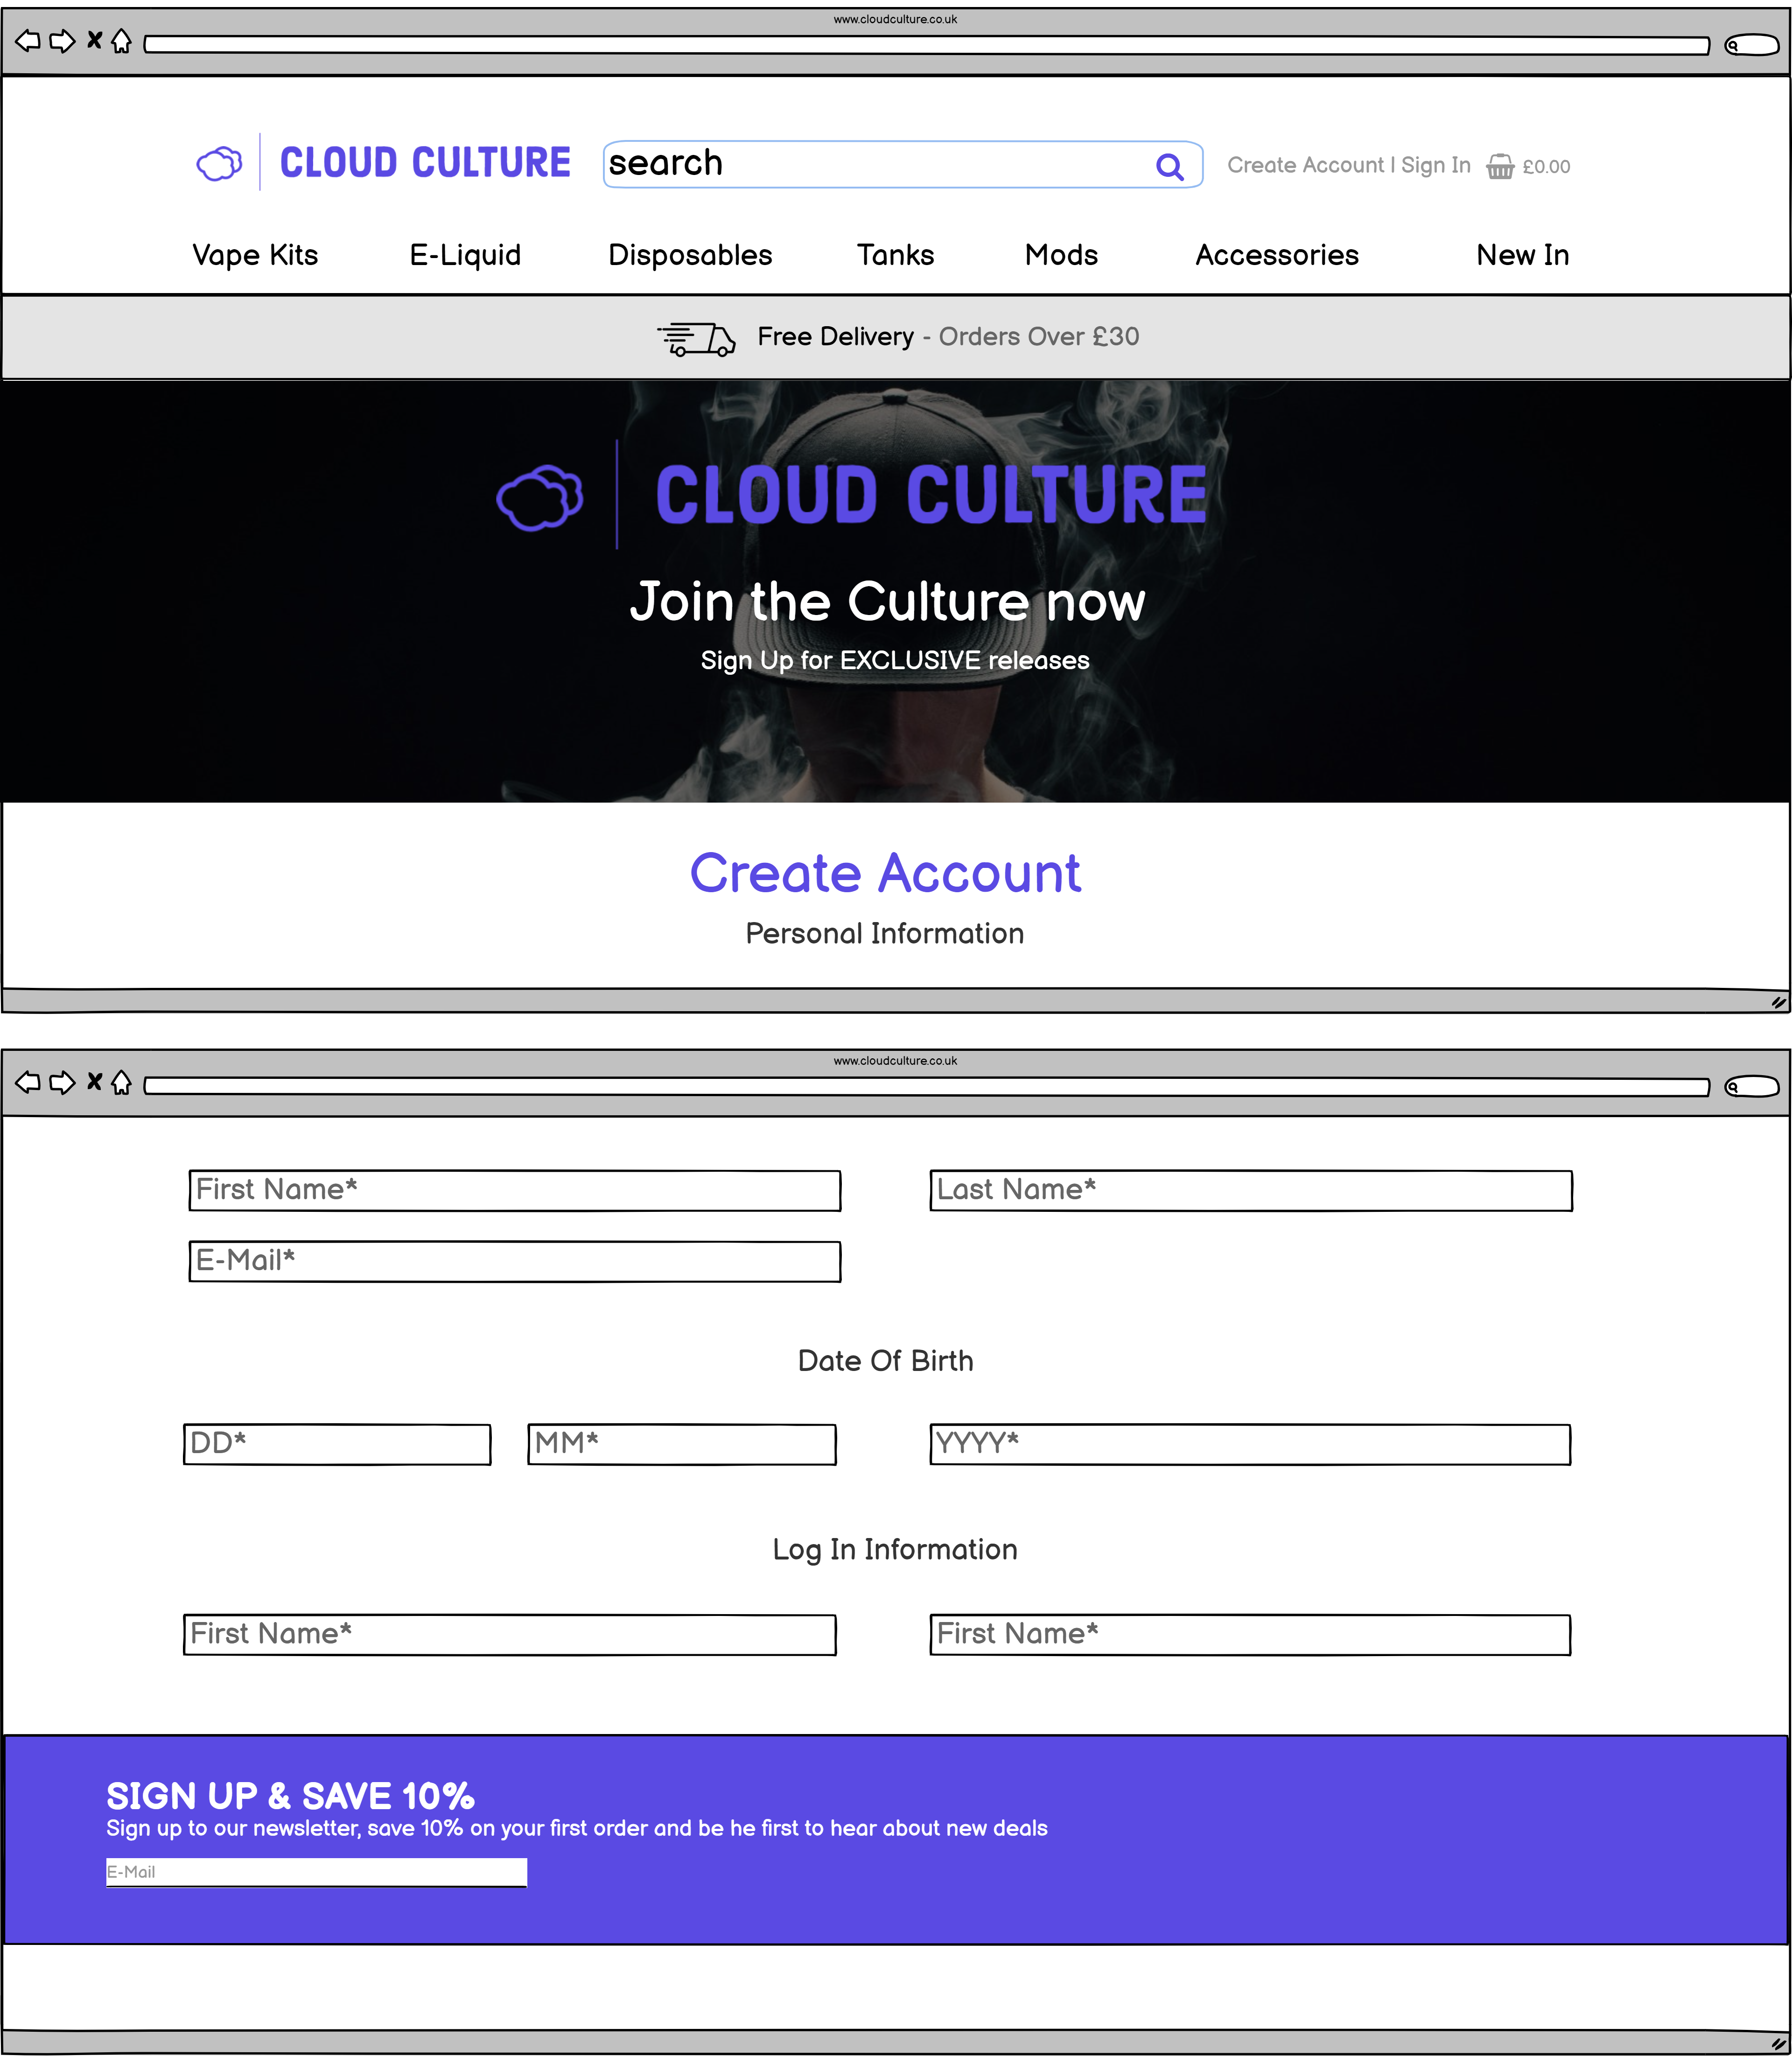 www.cloudculture.co.uk
CLOUD CULTURE
search
Create Account | Sign In
£0.00
Vape Kits E-Liquid Disposables Tanks Mods Accessories New In
Free Delivery - Orders Over £30
CLOUD CULTURE
Join the Culture now
Sign Up for EXCLUSIVE releases
Create Account
Personal Information
www.cloudculture.co.uk
First Name* Last Name*
E-Mail*
Date Of Birth
DD* MM* YYYY*
Log In Information
First Name* First Name*
SIGN UP & SAVE 10%
Sign up to our newsletter, save 10% on your first order and be he first to hear about new deals
E-Mail